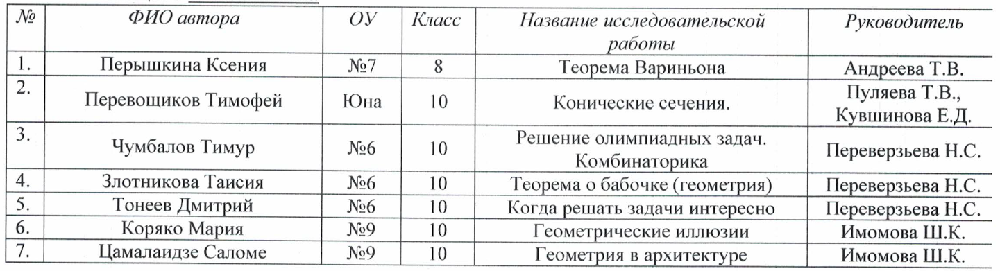 № ФИО автора ОУ Класс Название исследовательской работы Руководитель
1. Перышкина Ксения №7 8 Теорема Вариньона Андреева Т.В.
2. Перевощиков Тимофей Юна 10 Конические сечения. Пуляева Т.В., Кувшинова Е.Д.
3. Чумбалов Тимур №6 10 Решение олимпиадных задач. Комбинаторика Переверзьева Н.С.
4. Злотникова Таисия №6 10 Теорема о бабочке (геометрия) Переверзьева Н.С.
5. Тонеев Дмитрий №6 10 Когда решать задачи интересно Переверзьева Н.С.
6. Коряко Мария №9 10 Геометрические иллюзии Имомова Ш.К.
7. Цамалаидзе Саломе №9 10 Геометрия в архитектуре Имомова Ш.К.